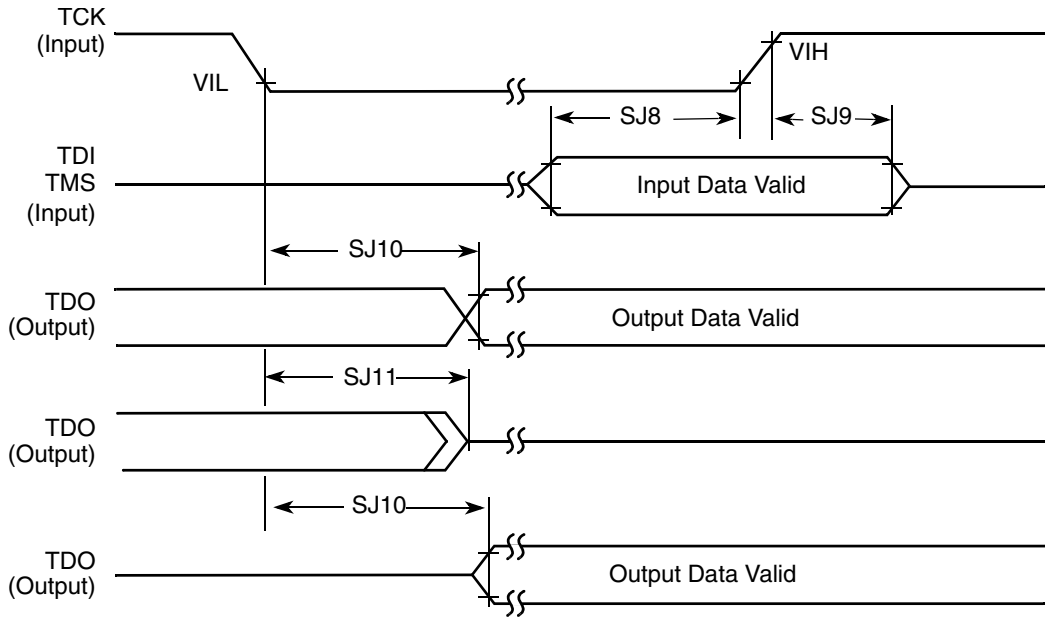 TCK
(Input)
VIL
VIH
SJ8
SJ9
TDI
TMS
(Input)
Input Data Valid
SJ10
TDO
(Output)
Output Data Valid
SJ11
TDO
(Output)
SJ10
TDO
(Output)
Output Data Valid